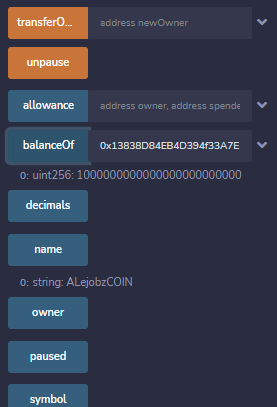 transferO...
address newOwner
unpause
allowance
address owner, address spende
balanceOf
0x13838D84EB4D394f33A7E
0: uint256: 1000000000000000000000000
decimals
name
0: string: ALejobzCOIN
owner
paused
symbol